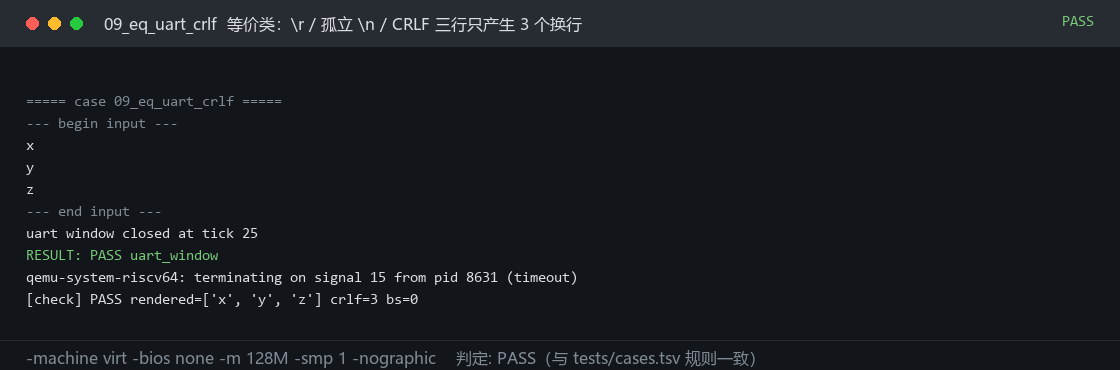 09_eq_uart_crlf 等价类：\r / 孤立 \n / CRLF 三行只产生 3 个换行
PASS
===== case 09_eq_uart_crlf =====
--- begin input ---
x
y
z
--- end input ---
uart window closed at tick 25
RESULT: PASS uart_window
qemu-system-riscv64: terminating on signal 15 from pid 8631 (timeout)
[check] PASS rendered=['x', 'y', 'z'] crlf=3 bs=0
-machine virt -bios none -m 128M -smp 1 -nographic 判定: PASS（与 tests/cases.tsv 规则一致）